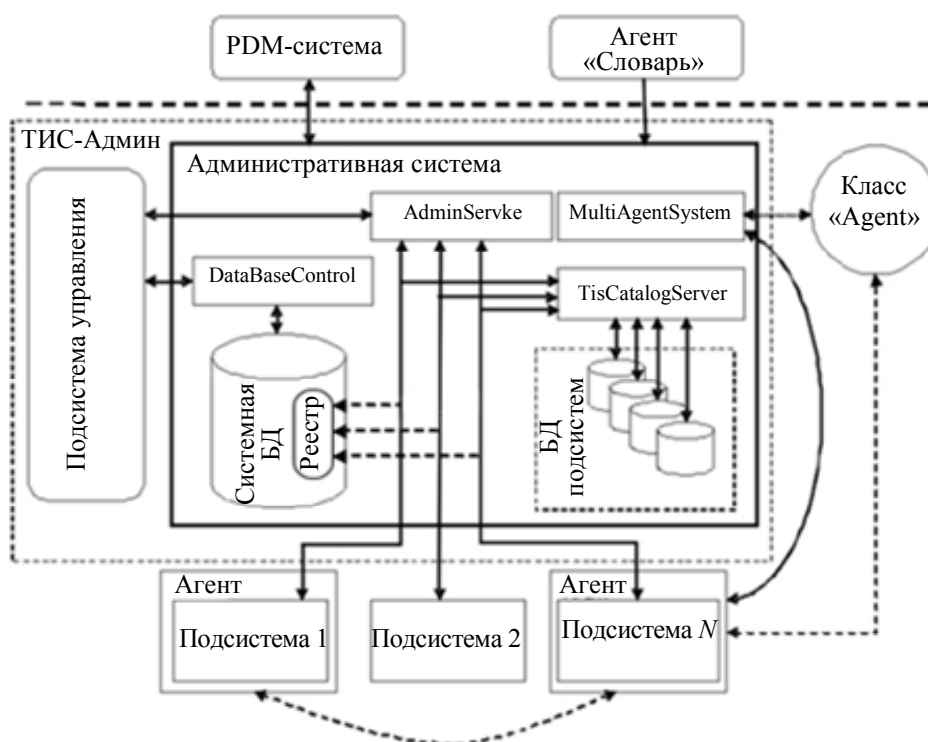 PDM-система
Агент
«Словарь»
ТИС-Админ
Административная система
Подсистема управления
AdminServke
MultiAgentSystem
Класс
«Agent»
DataBaseControl
TisCatalogServer
Системная
БД
Реестр
БД
подсистем
Агент
Подсистема 1
Подсистема 2
Агент
Подсистема N